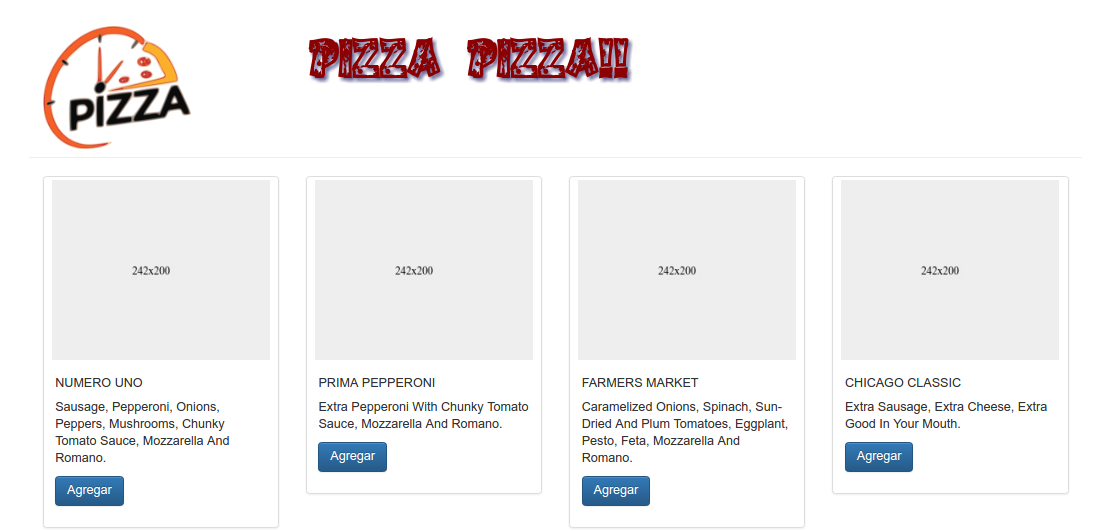 PIZZA
PIZZA PIZZA!!
242x200
242x200
242x200
242x200
NUMERO UNO
Sausage, Pepperoni, Onions,
Peppers, Mushrooms, Chunky
Tomato Sauce, Mozzarella And
Romano.
Agregar
PRIMA PEPPERONI
Extra Pepperoni With Chunky Tomato
Sauce, Mozzarella And Romano.
Agregar
FARMERS MARKET
Caramelized Onions, Spinach, Sun-
Dried And Plum Tomatoes, Eggplant,
Pesto, Feta, Mozzarella And
Romano.
Agregar
CHICAGO CLASSIC
Extra Sausage, Extra Cheese, Extra
Good In Your Mouth.
Agregar